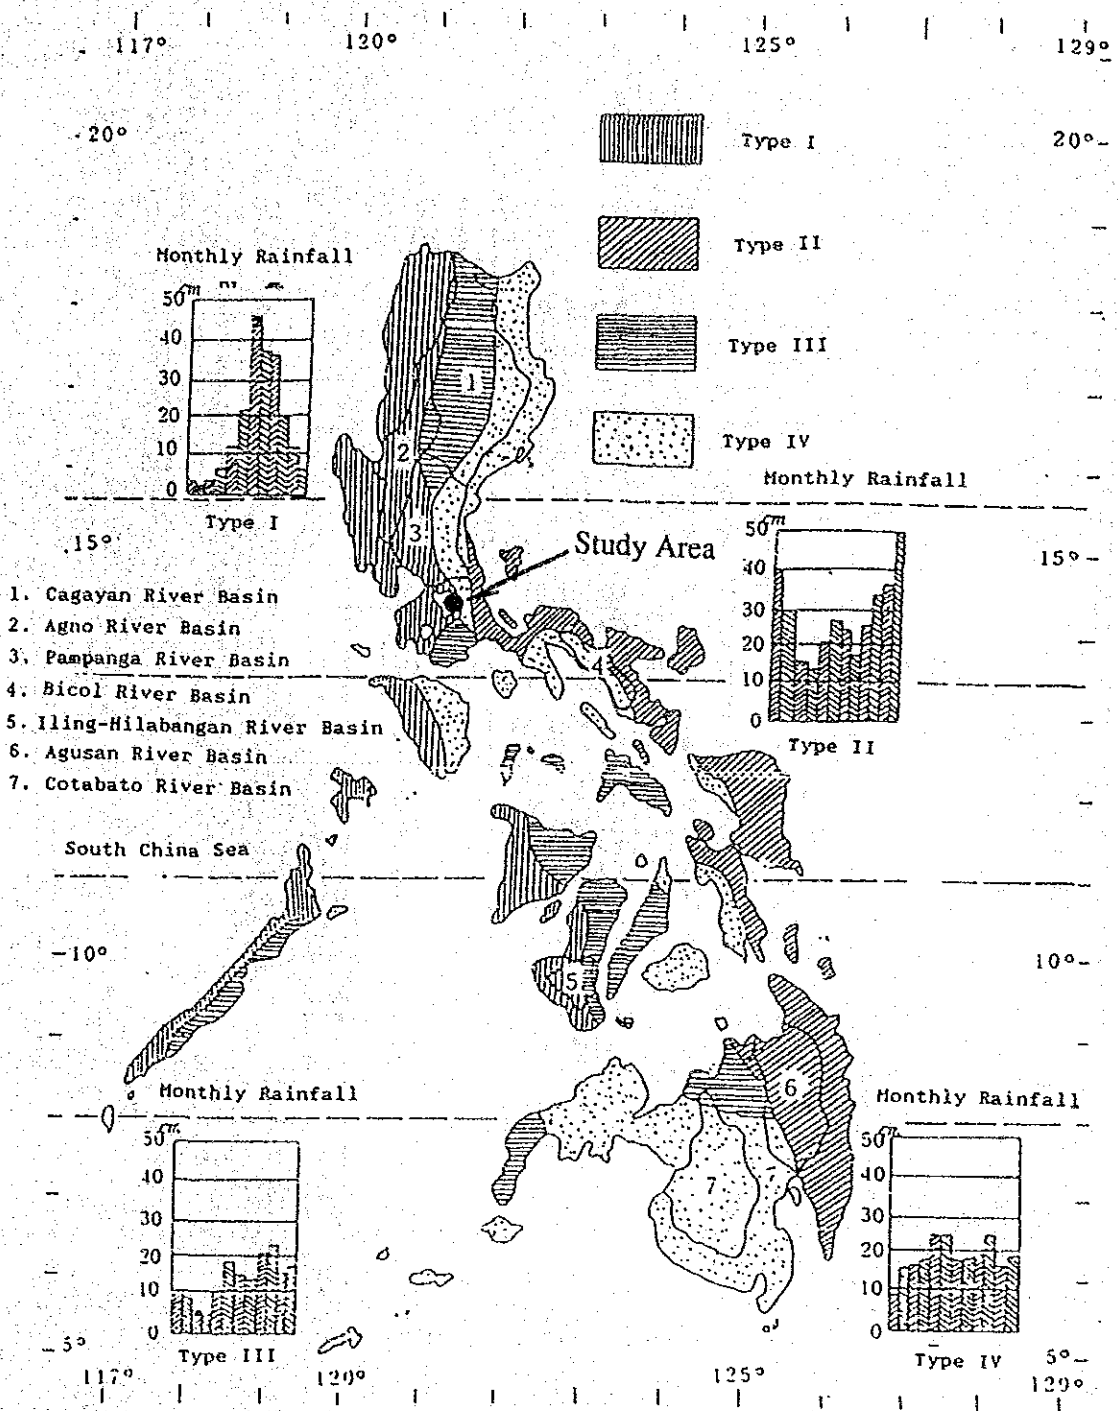 117° 120° 125° 129°
20° 20°
Type I
Type II
Type III
Type IV
Monthly Rainfall
50 cm
40
30
20
10
0
Type I
15°
Monthly Rainfall
50 cm
40
30
20
10
0
Type II
15°
Study Area
1
2
3
4
5
6
7
1. Cagayan River Basin
2. Agno River Basin
3. Pampanga River Basin
4. Bicol River Basin
5. Iling-Hilabangan River Basin
6. Agusan River Basin
7. Cotabato River Basin
South China Sea
10° 10°
Monthly Rainfall
50 cm
40
30
20
10
0
Type III
Monthly Rainfall
50 cm
40
30
20
10
0
Type IV
5° 5°
117° 120° 125° 129°